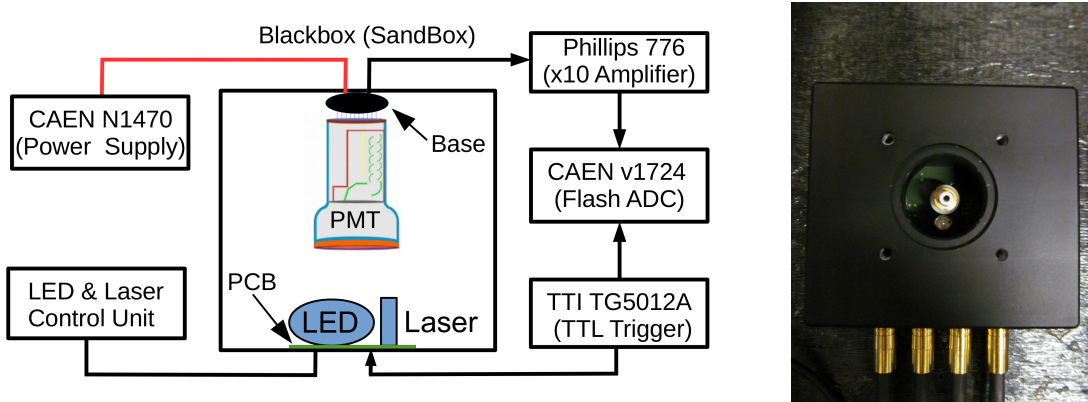 Blackbox (SandBox)
Phillips 776
(x10 Amplifier)
CAEN N1470
(Power Supply)
Base
CAEN v1724
(Flash ADC)
PMT
PCB
LED & Laser
Control Unit
LED
Laser
TTI TG5012A
(TTL Trigger)